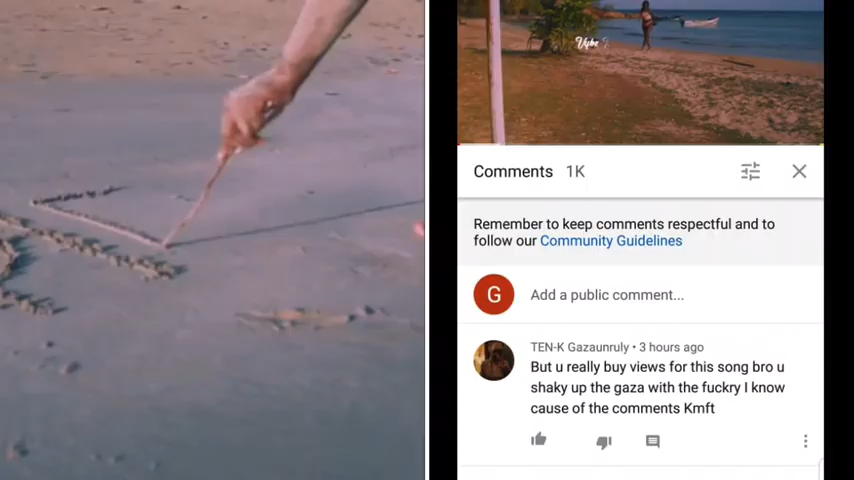 Vybe
Comments 1K
Remember to keep comments respectful and to
follow our Community Guidelines
G
Add a public comment...
TEN-K Gazaunruly • 3 hours ago
But u really buy views for this song bro u
shaky up the gaza with the fuckry I know
cause of the comments Kmft